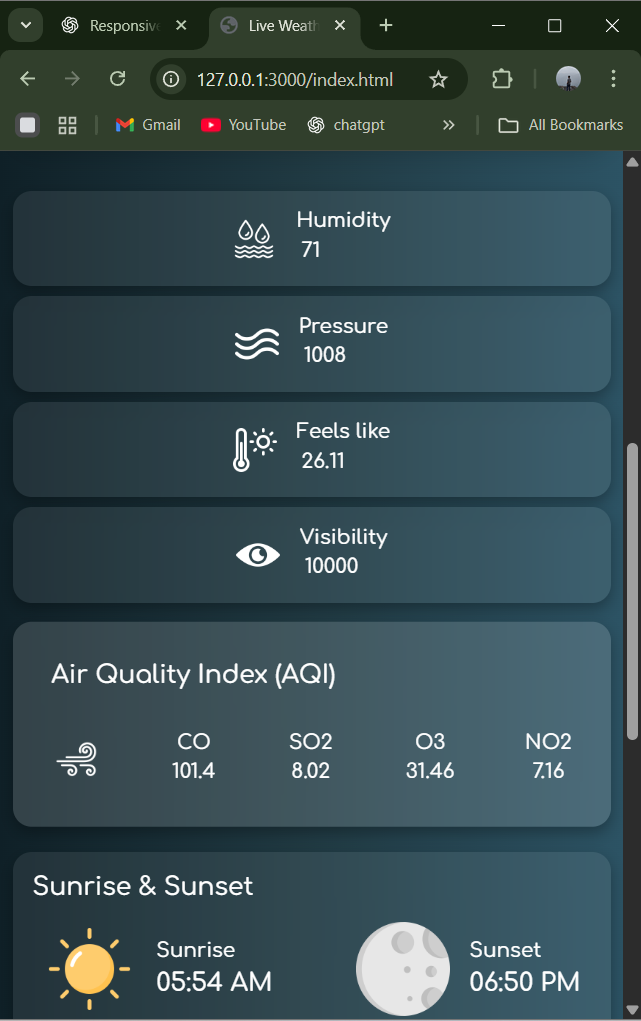 Responsive
Live Weath
127.0.0.1:3000/index.html
Gmail
YouTube
chatgpt
All Bookmarks
Humidity
71
Pressure
1008
Feels like
26.11
Visibility
10000
Air Quality Index (AQI)
CO SO2 O3 NO2
101.4 8.02 31.46 7.16
Sunrise & Sunset
Sunrise Sunset
05:54 AM 06:50 PM